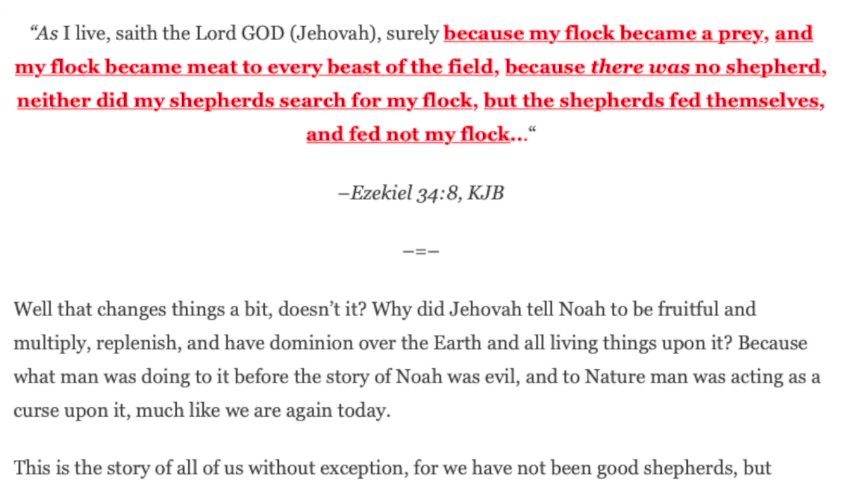 “As I live, saith the Lord GOD (Jehovah), surely because my flock became a prey, and
my flock became meat to every beast of the field, because there was no shepherd,
neither did my shepherds search for my flock, but the shepherds fed themselves,
and fed not my flock…“
–Ezekiel 34:8, KJB
–=–
Well that changes things a bit, doesn’t it? Why did Jehovah tell Noah to be fruitful and
multiply, replenish, and have dominion over the Earth and all living things upon it? Because
what man was doing to it before the story of Noah was evil, and to Nature man was acting as a
curse upon it, much like we are again today.
This is the story of all of us without exception, for we have not been good shepherds, but